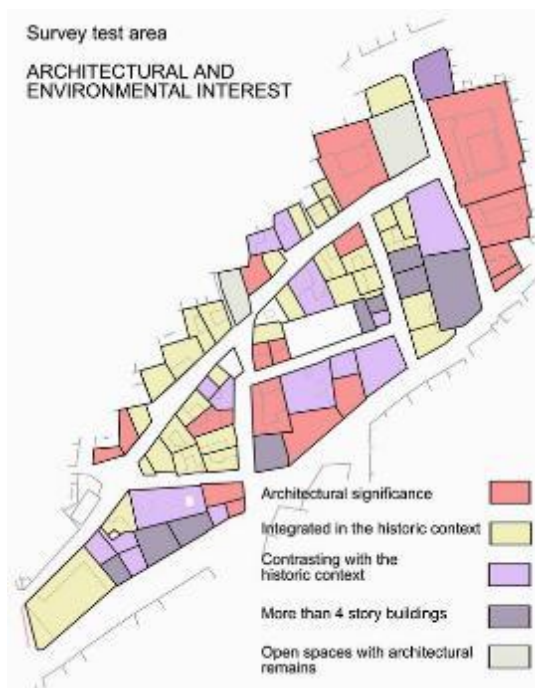 Survey test area
ARCHITECTURAL AND
ENVIRONMENTAL INTEREST
Architectural significance
Integrated in the historic context
Contrasting with the
historic context
More than 4 story buildings
Open spaces with architectural
remains